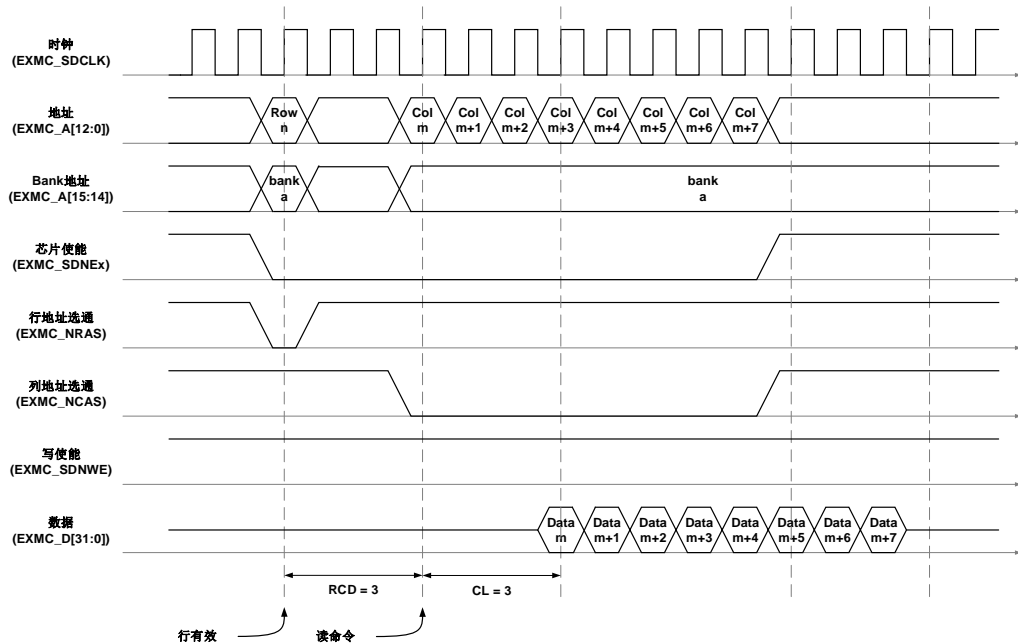 时钟
(EXMC_SDCLK)
地址
(EXMC_A[12:0])
Row
n
Col
m
Col
m+1
Col
m+2
Col
m+3
Col
m+4
Col
m+5
Col
m+6
Col
m+7
Bank地址
(EXMC_A[15:14])
bank
a
bank
a
芯片使能
(EXMC_SDNEx)
行地址选通
(EXMC_NRAS)
列地址选通
(EXMC_NCAS)
写使能
(EXMC_SDNWE)
数据
(EXMC_D[31:0])
Data
m
Data
m+1
Data
m+2
Data
m+3
Data
m+4
Data
m+5
Data
m+6
Data
m+7
RCD = 3
CL = 3
行有效
读命令